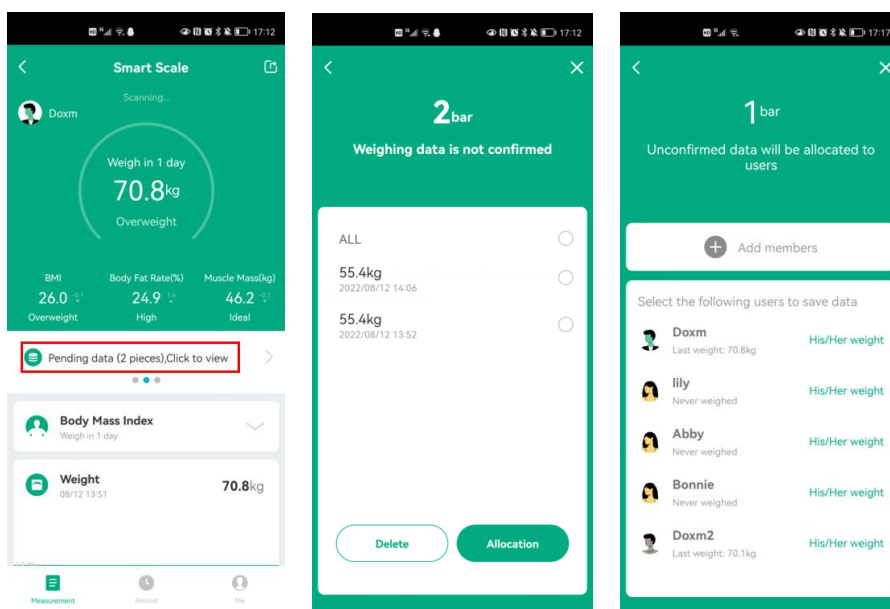 17:12
Smart Scale
Scanning...
Doxm
Weigh in 1 day
70.8kg
Overweight
BMI
Body Fat Rate(%)
Muscle Mass(kg)
26.0
24.9
46.2
Overweight
High
Ideal
Pending data (2 pieces),Click to view
Body Mass Index
Weigh in 1 day
Weight
08/12 13:51
70.8kg
Measurement
Record
Me
17:12
2bar
Weighing data is not confirmed
ALL
55.4kg
2022/08/12 14:06
55.4kg
2022/08/12 13:52
Delete
Allocation
17:17
1 bar
Unconfirmed data will be allocated to
users
Add members
Select the following users to save data
Doxm
Last weight: 70.8kg
His/Her weight
lily
Never weighed
His/Her weight
Abby
Never weighed
His/Her weight
Bonnie
Never weighed
His/Her weight
Doxm2
Last weight: 70.1kg
His/Her weight